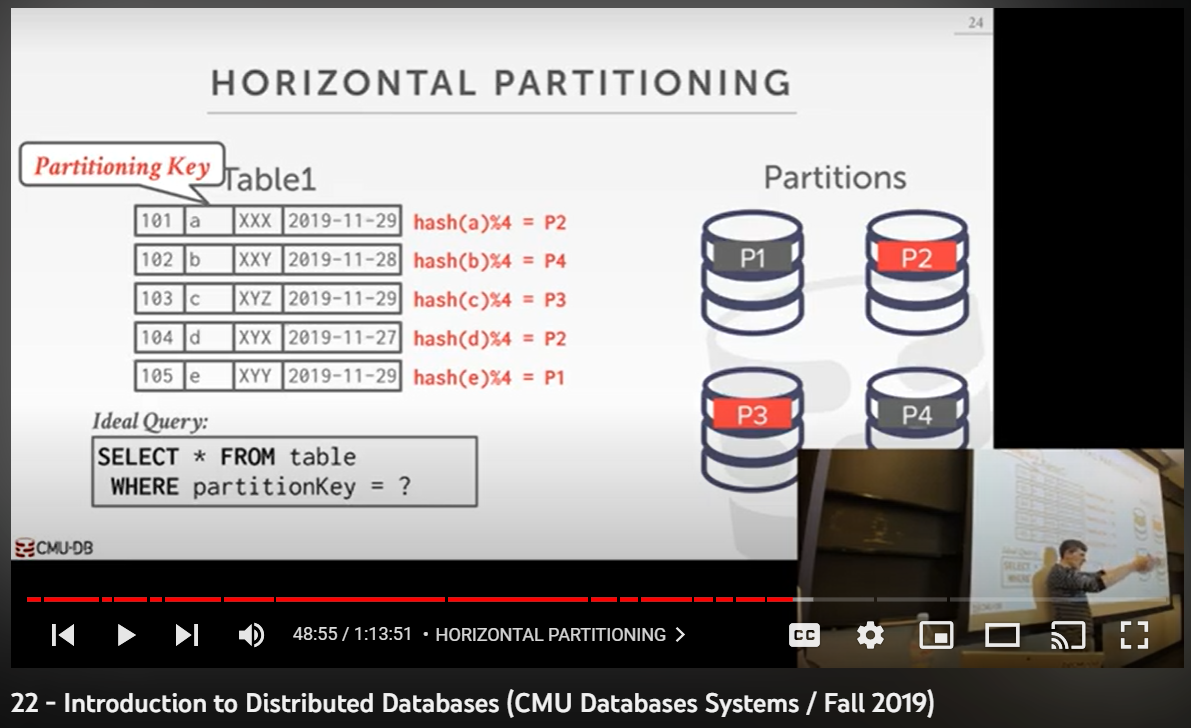 24
HORIZONTAL PARTITIONING
Partitioning Key
Table1
101 a XXX 2019-11-29 hash(a)%4 = P2
102 b XXY 2019-11-28 hash(b)%4 = P4
103 c XYZ 2019-11-29 hash(c)%4 = P3
104 d XYX 2019-11-27 hash(d)%4 = P2
105 e XYY 2019-11-29 hash(e)%4 = P1
Ideal Query:
SELECT * FROM table
WHERE partitionKey = ?
Partitions
P1 P2
P3 P4
CMU-DB
48:55 / 1:13:51 • HORIZONTAL PARTITIONING
CC
22 - Introduction to Distributed Databases (CMU Databases Systems / Fall 2019)